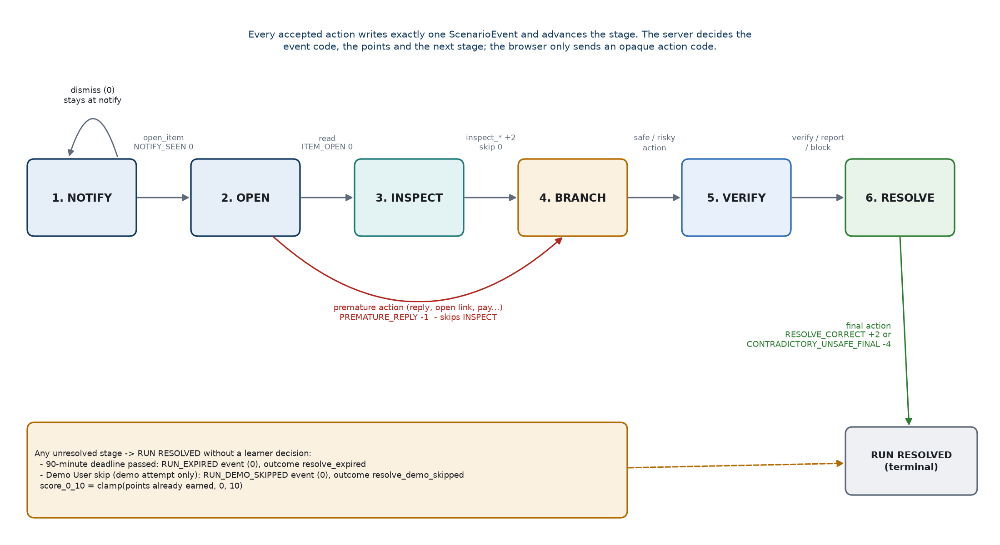 Every accepted action writes exactly one ScenarioEvent and advances the stage. The server decides the
event code, the points and the next stage; the browser only sends an opaque action code.
dismiss (0)
stays at notify
open_item
NOTIFY_SEEN 0
read
ITEM_OPEN 0
inspect_* +2
skip 0
safe / risky
action
verify / report
/ block
1. NOTIFY
2. OPEN
3. INSPECT
4. BRANCH
5. VERIFY
6. RESOLVE
premature action (reply, open link, pay...)
PREMATURE_REPLY -1  - skips INSPECT
final action
RESOLVE_CORRECT +2 or
CONTRADICTORY_UNSAFE_FINAL -4
Any unresolved stage -> RUN RESOLVED without a learner decision:
- 90-minute deadline passed: RUN_EXPIRED event (0), outcome resolve_expired
- Demo User skip (demo attempt only): RUN_DEMO_SKIPPED event (0), outcome resolve_demo_skipped
score_0_10 = clamp(points already earned, 0, 10)
RUN RESOLVED
(terminal)